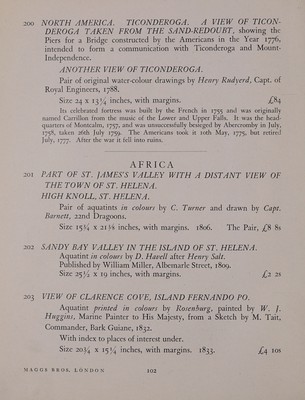 200 NORTH AMERICA. TICONDEROGA. A VIEW OF TICON-
DEROGA TAKEN FROM THE SAND-REDOUBT, showing the
Piers for a Bridge constructed by the Americans in the Year 1776,
intended to form a communication with Ticonderoga and Mount-
Independence.
ANOTHER VIEW OF TICONDEROGA.
Pair of original water-colour drawings by Henry Rudyerd, Capt. of
Royal Engineers, 1788.
Size 24 x 13¼ inches, with margins. £84
Its celebrated fortress was built by the French in 1755 and was originally
named Carrillon from the music of the Lower and Upper Falls. It was the head-
quarters of Montcalm, 1757, and was unsuccessfully besieged by Abercromby in July,
1758, taken 26th July 1759. The Americans took it 10th May, 1775, but retired
July, 1777. After the war it fell into ruins.
AFRICA
201 PART OF ST. JAMES'S VALLEY WITH A DISTANT VIEW OF
THE TOWN OF ST. HELENA.
HIGH KNOLL, ST. HELENA.
Pair of aquatints in colours by C. Turner and drawn by Capt.
Barnett, 22nd Dragoons.
Size 15¾ x 21⅛ inches, with margins. 1806. The Pair, £8 8s
202 SANDY BAY VALLEY IN THE ISLAND OF ST. HELENA.
Aquatint in colours by D. Havell after Henry Salt.
Published by William Miller, Albemarle Street, 1809.
Size 25½ x 19 inches, with margins. £2 2s
203 VIEW OF CLARENCE COVE, ISLAND FERNANDO PO.
Aquatint printed in colours by Rosenburg, painted by W. J.
Huggins, Marine Painter to His Majesty, from a Sketch by M. Tait,
Commander, Bark Guiane, 1832.
With index to places of interest under.
Size 20¾ x 15¼ inches, with margins. 1833. £4 10s
MAGGS BROS. LONDON 102